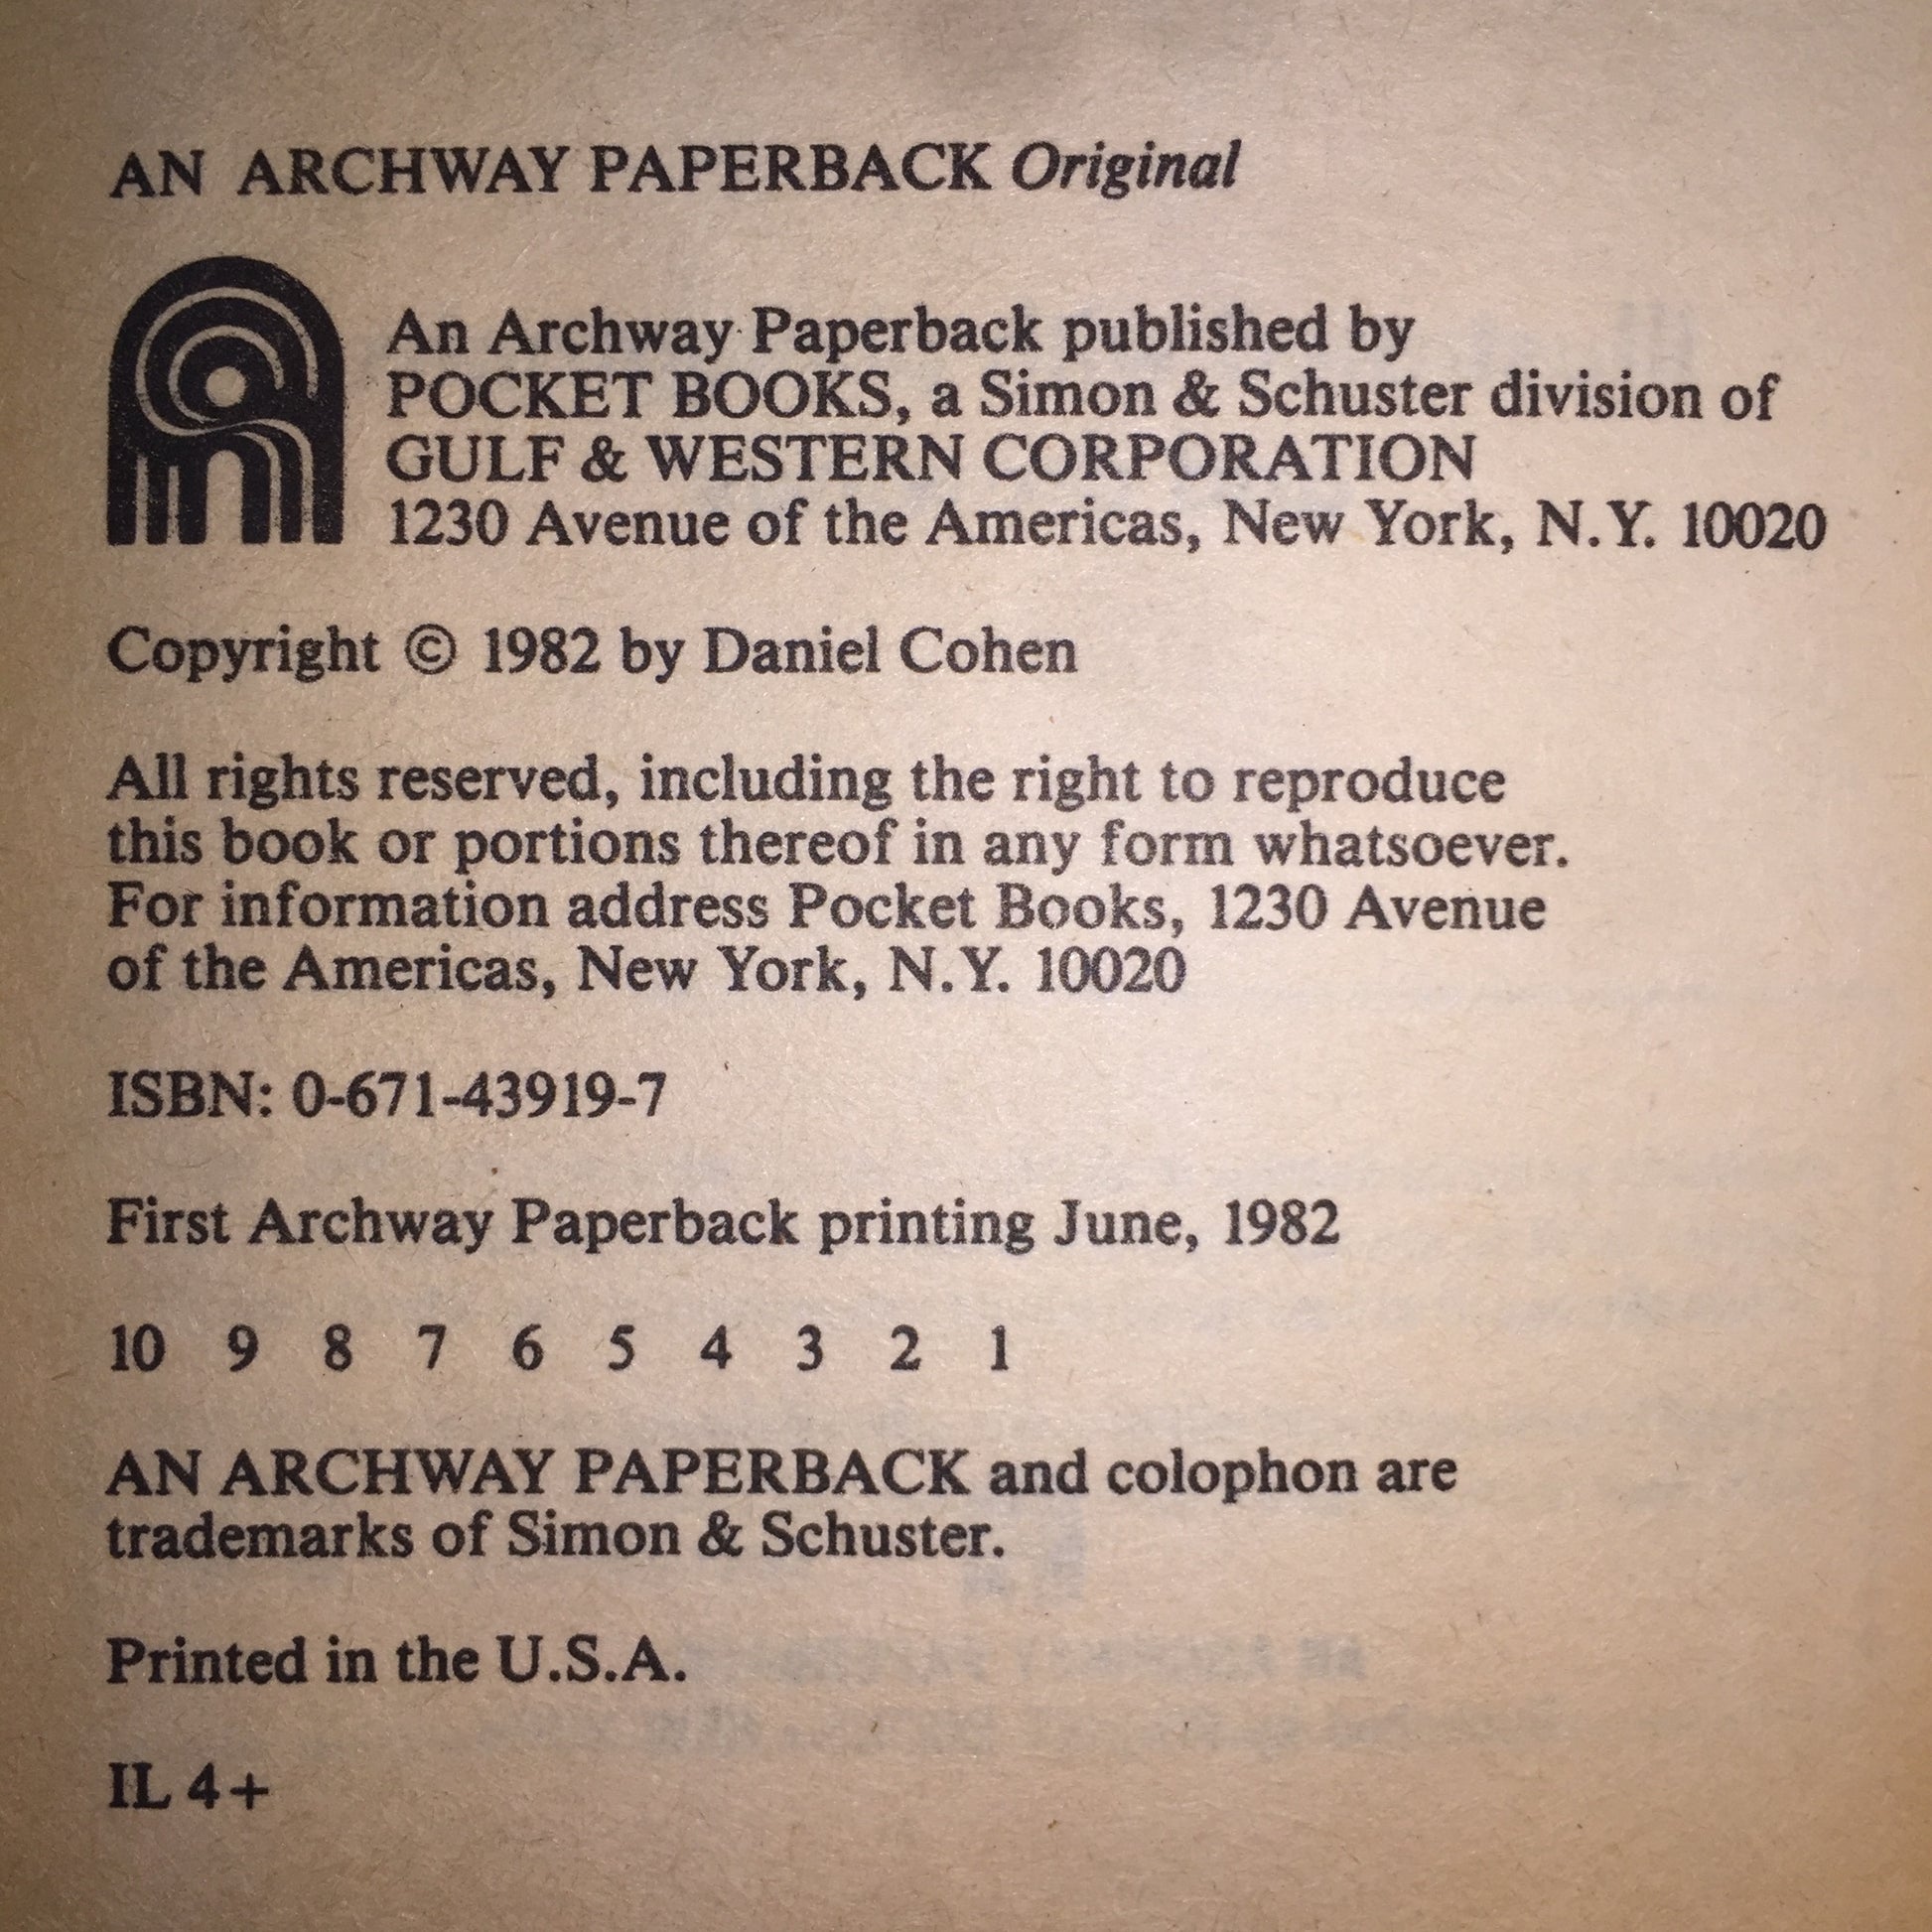 AN ARCHWAY PAPERBACK Original
An Archway Paperback published by
POCKET BOOKS, a Simon & Schuster division of
GULF & WESTERN CORPORATION
1230 Avenue of the Americas, New York, N.Y. 10020
Copyright © 1982 by Daniel Cohen
All rights reserved, including the right to reproduce
this book or portions thereof in any form whatsoever.
For information address Pocket Books, 1230 Avenue
of the Americas, New York, N.Y. 10020
ISBN: 0-671-43919-7
First Archway Paperback printing June, 1982
10 9 8 7 6 5 4 3 2 1
AN ARCHWAY PAPERBACK and colophon are
trademarks of Simon & Schuster.
Printed in the U.S.A.
IL 4+